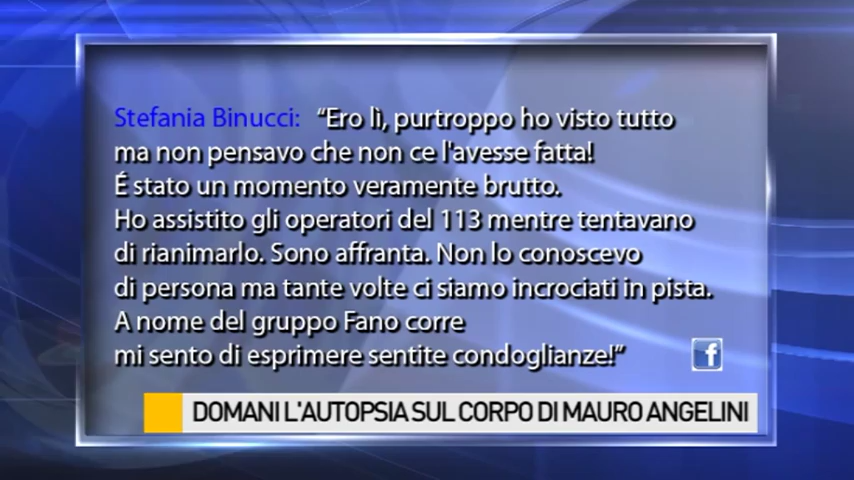 Stefania Binucci: “Ero lì, purtroppo ho visto tutto
ma non pensavo che non ce l'avesse fatta!
É stato un momento veramente brutto.
Ho assistito gli operatori del 113 mentre tentavano
di rianimarlo. Sono affranta. Non lo conoscevo
di persona ma tante volte ci siamo incrociati in pista.
A nome del gruppo Fano corre
mi sento di esprimere sentite condoglianze!”
f
DOMANI L'AUTOPSIA SUL CORPO DI MAURO ANGELINI